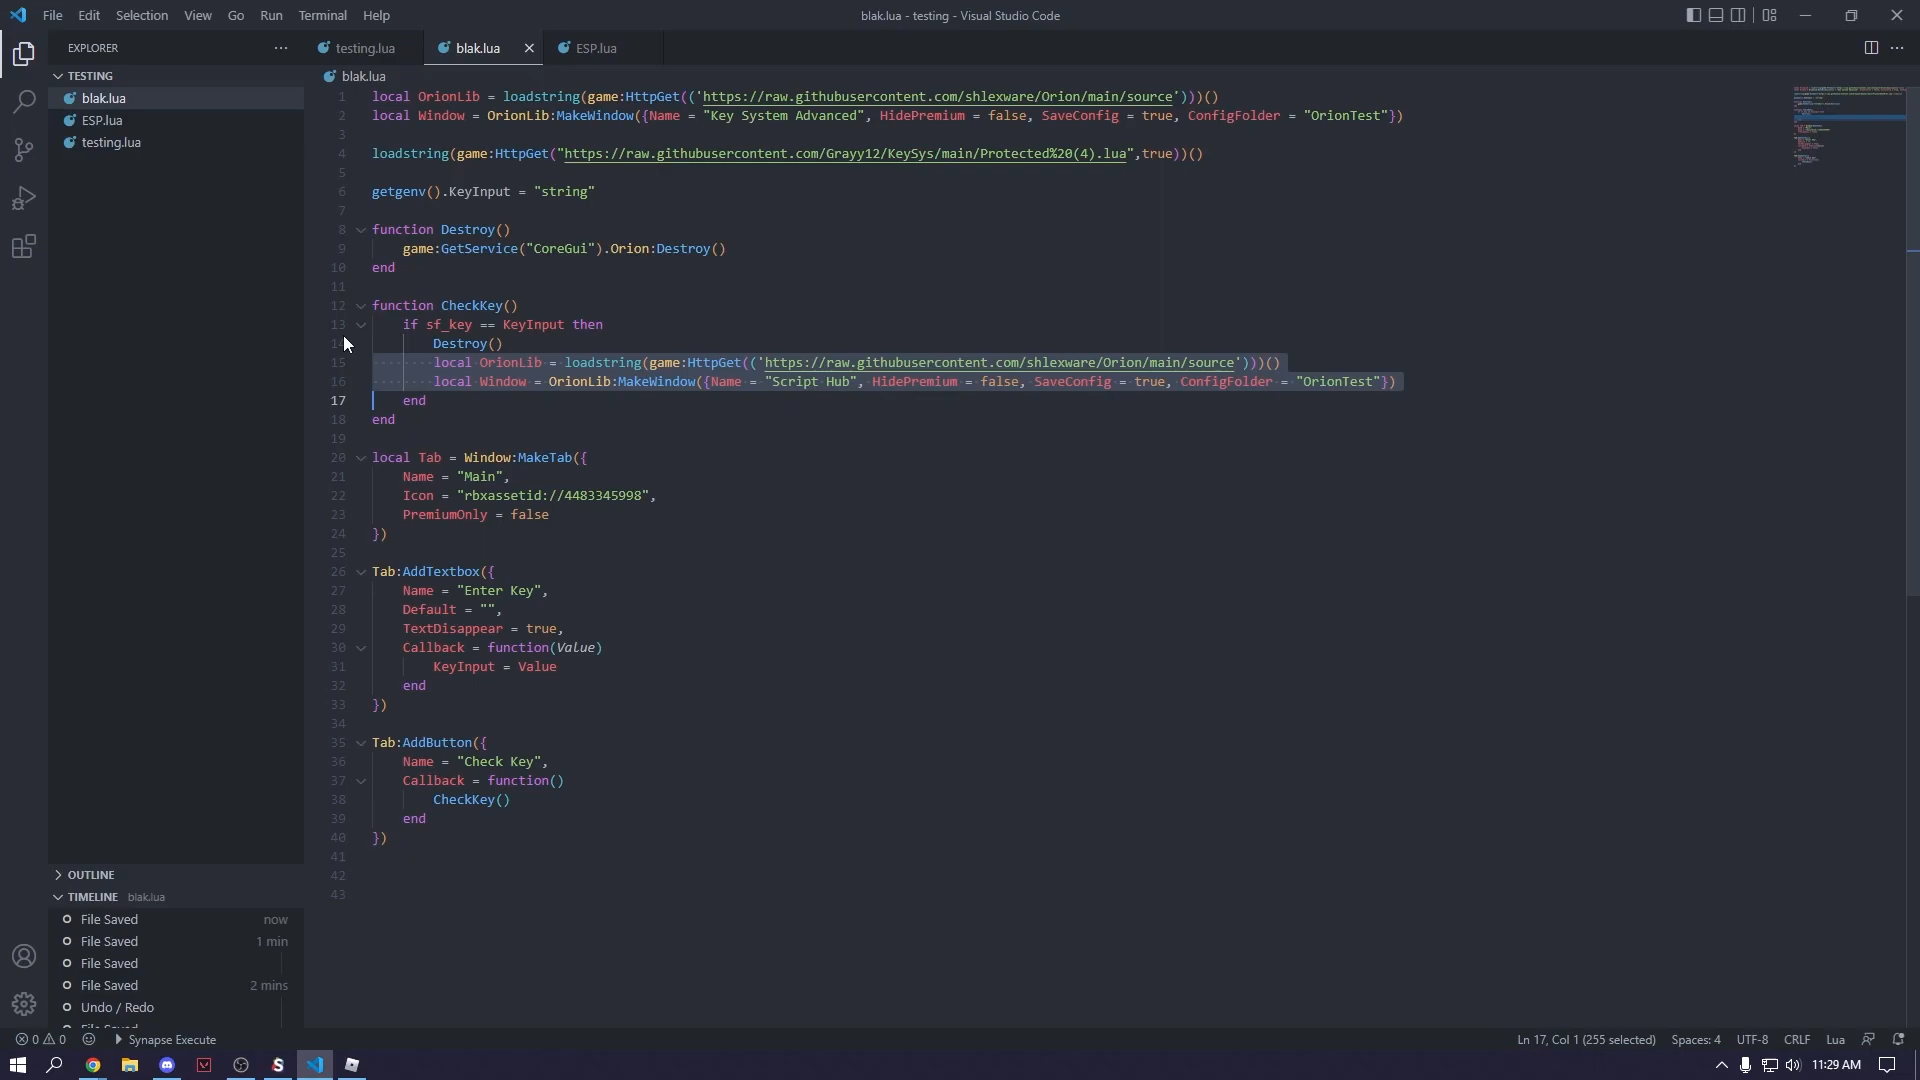 File Edit Selection View Go Run Terminal Help
blak.lua - testing - Visual Studio Code
EXPLORER
testing.lua blak.lua ESP.lua
TESTING
blak.lua
ESP.lua
testing.lua
blak.lua
1 local OrionLib = loadstring(game:HttpGet(('https://raw.githubusercontent.com/shlexware/Orion/main/source')))()
2 local Window = OrionLib:MakeWindow({Name = "Key System Advanced", HidePremium = false, SaveConfig = true, ConfigFolder = "OrionTest"})
3
4 loadstring(game:HttpGet("https://raw.githubusercontent.com/Grayy12/KeySys/main/Protected%20(4).lua",true))()
5
6 getgenv().KeyInput = "string"
7
8 function Destroy()
9 game:GetService("CoreGui").Orion:Destroy()
10 end
11
12 function CheckKey()
13 if sf_key == KeyInput then
14 Destroy()
15 local OrionLib = loadstring(game:HttpGet(('https://raw.githubusercontent.com/shlexware/Orion/main/source')))()
16 local Window = OrionLib:MakeWindow({Name = "Script Hub", HidePremium = false, SaveConfig = true, ConfigFolder = "OrionTest"})
17 end
18 end
19
20 local Tab = Window:MakeTab({
21 Name = "Main",
22 Icon = "rbxassetid://4483345998",
23 PremiumOnly = false
24 })
25
26 Tab:AddTextbox({
27 Name = "Enter Key",
28 Default = "",
29 TextDisappear = true,
30 Callback = function(Value)
31 KeyInput = Value
32 end
33 })
34
35 Tab:AddButton({
36 Name = "Check Key",
37 Callback = function()
38 CheckKey()
39 end
40 })
41
42
43
OUTLINE
TIMELINE blak.lua
File Saved now
File Saved 1 min
File Saved
File Saved 2 mins
Undo / Redo
File Saved
0 0 Synapse Execute
Ln 17, Col 1 (255 selected) Spaces: 4 UTF-8 CRLF Lua
11:29 AM